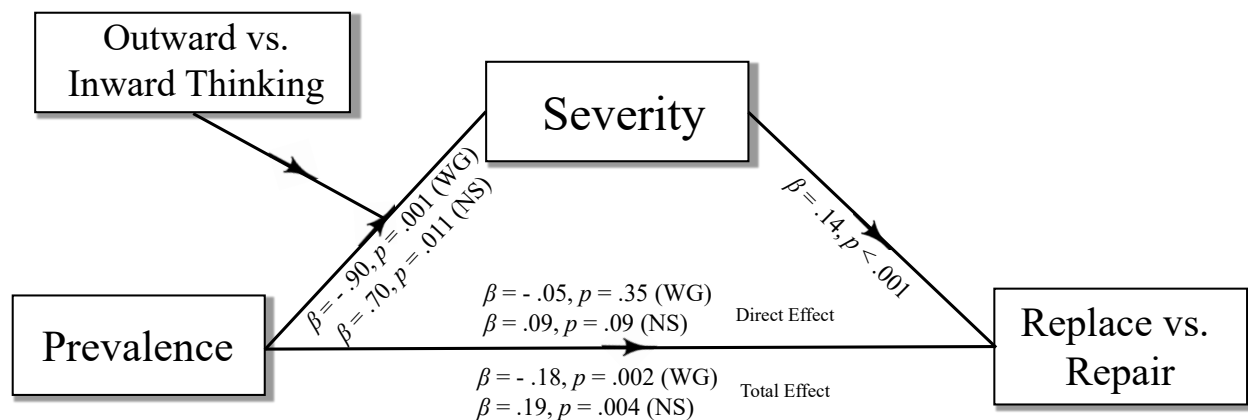 Outward vs.
Inward Thinking
Severity
β = - .90, p = .001 (WG)
β = .70, p = .011 (NS)
β = .14, p < .001
Prevalence
β = - .05, p = .35 (WG)
β = .09, p = .09 (NS)
Direct Effect
Replace vs.
Repair
β = - .18, p = .002 (WG)
β = .19, p = .004 (NS)
Total Effect